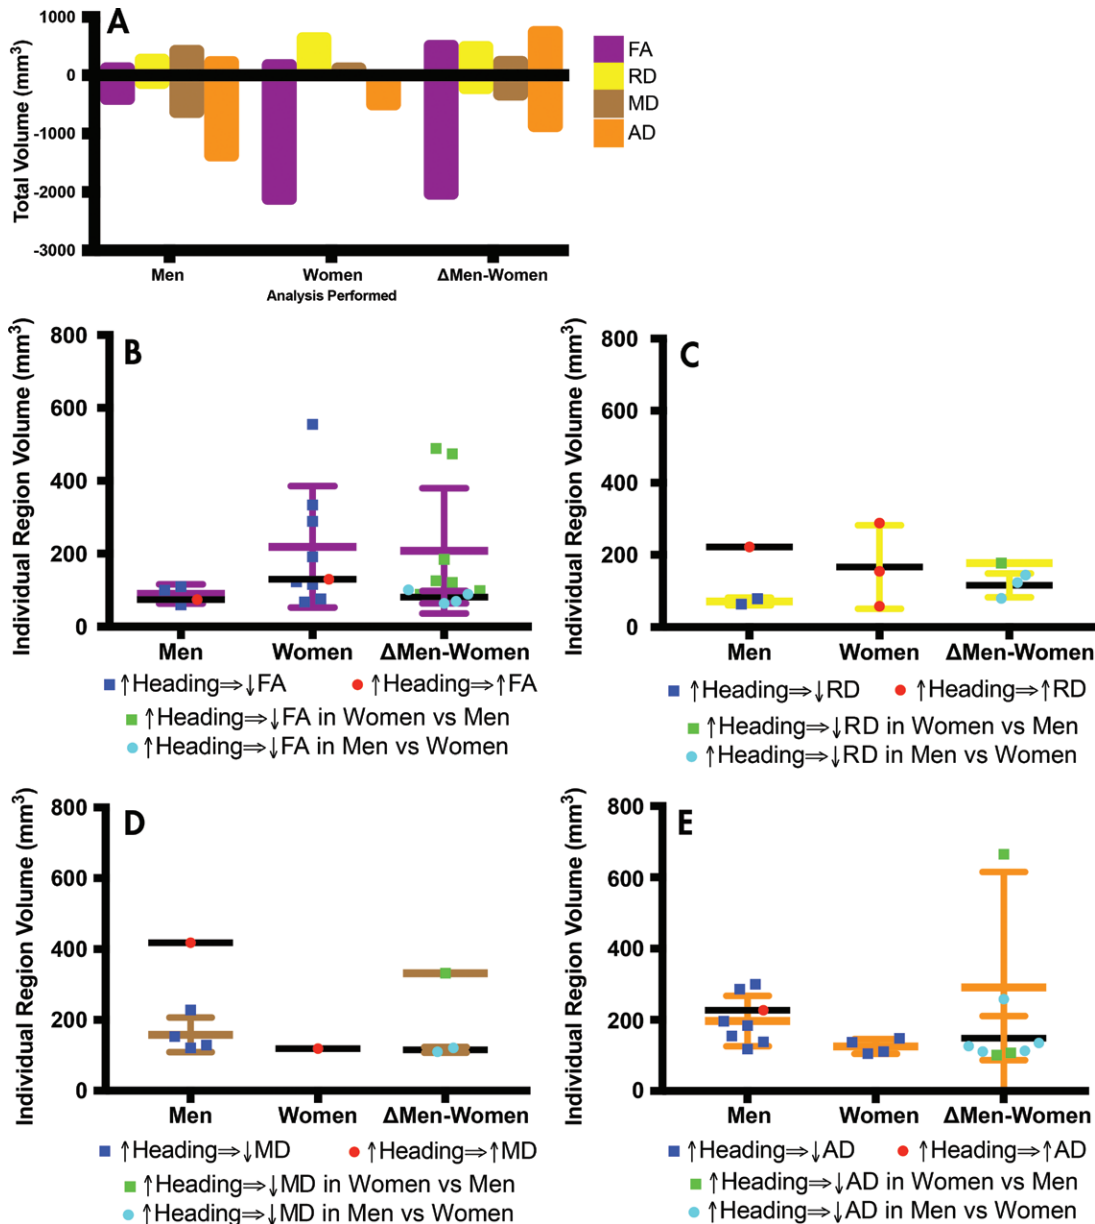 A
Total Volume (mm³)
1000
0
-1000
-2000
-3000
Men
Women
ΔMen-Women
Analysis Performed
FA
RD
MD
AD
B
Individual Region Volume (mm³)
800
600
400
200
0
Men
Women
ΔMen-Women
↑Heading⇒↓FA
↑Heading⇒↑FA
↑Heading⇒↓FA in Women vs Men
↑Heading⇒↓FA in Men vs Women
C
Individual Region Volume (mm³)
800
600
400
200
0
Men
Women
ΔMen-Women
↑Heading⇒↓RD
↑Heading⇒↑RD
↑Heading⇒↓RD in Women vs Men
↑Heading⇒↓RD in Men vs Women
D
Individual Region Volume (mm³)
800
600
400
200
0
Men
Women
ΔMen-Women
↑Heading⇒↓MD
↑Heading⇒↑MD
↑Heading⇒↓MD in Women vs Men
↑Heading⇒↓MD in Men vs Women
E
Individual Region Volume (mm³)
800
600
400
200
0
Men
Women
ΔMen-Women
↑Heading⇒↓AD
↑Heading⇒↑AD
↑Heading⇒↓AD in Women vs Men
↑Heading⇒↓AD in Men vs Women